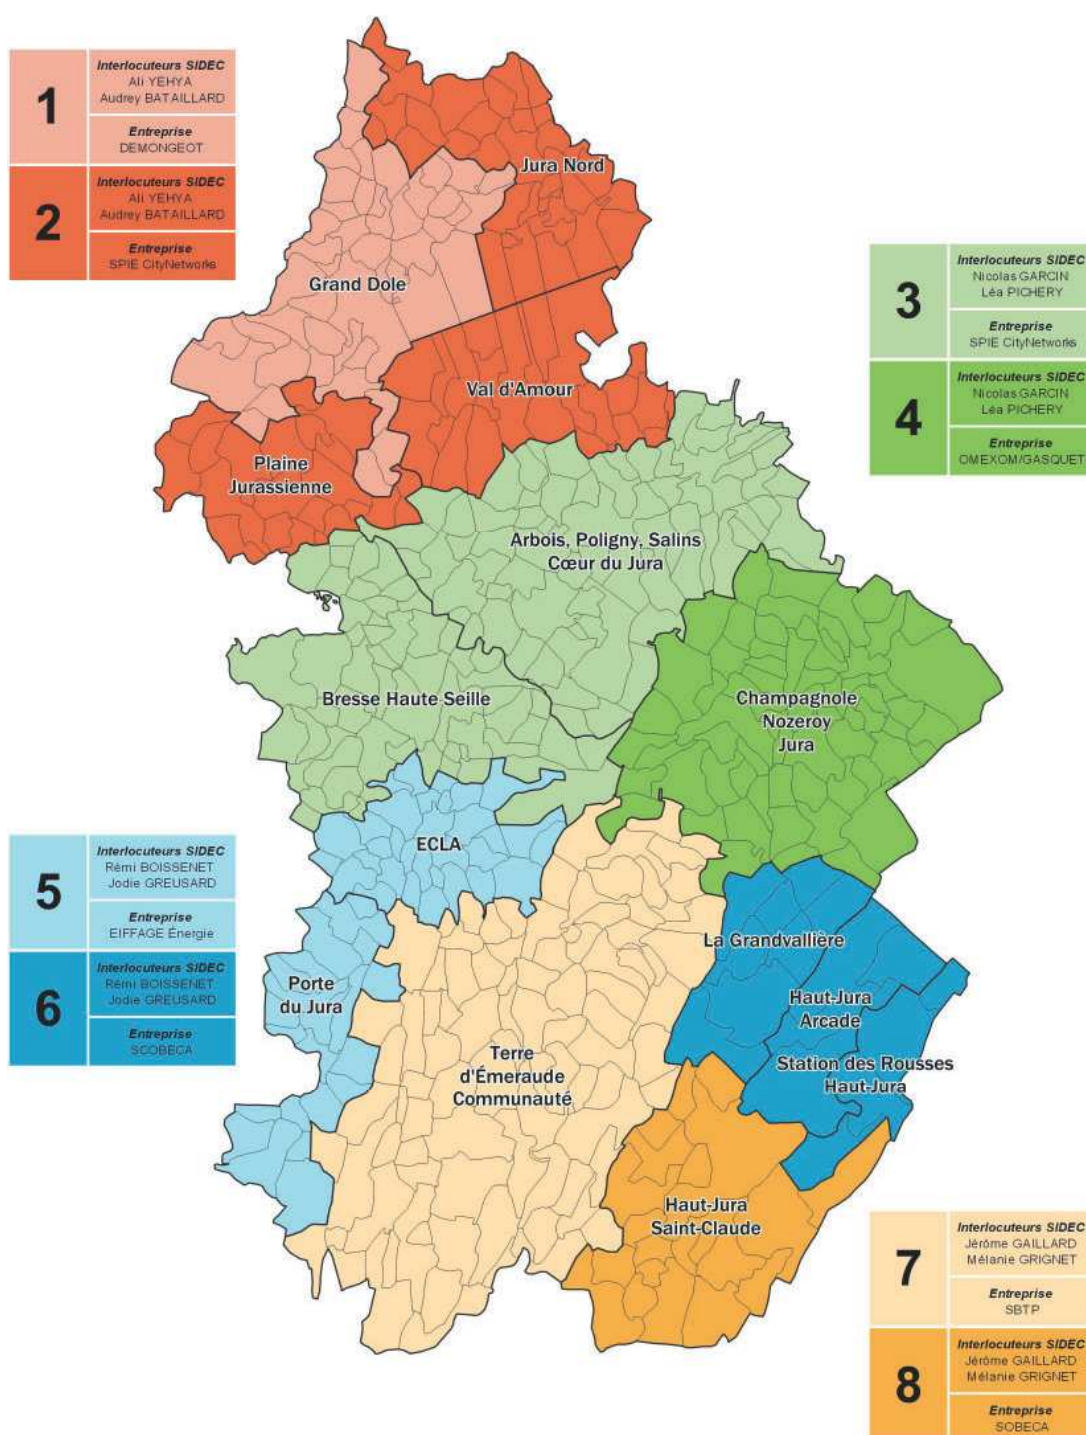 1
Interlocuteurs SIDEC
Ali YEHYA
Audrey BATAILLARD
Entreprise
DEMONGEOT
2
Interlocuteurs SIDEC
Ali YEHYA
Audrey BATAILLARD
Entreprise
SPIE CityNetworks
Jura Nord
Grand Dole
3
Interlocuteurs SIDEC
Nicolas GARCIN
Léa PICHERY
Entreprise
SPIE CityNetworks
4
Interlocuteurs SIDEC
Nicolas GARCIN
Léa PICHERY
Entreprise
OMEXOM/GASQUET
Val d'Amour
Plaine
Jurassienne
Arbois, Poligny, Salins
Cœur du Jura
Bresse Haute Seille
Champagnole
Nozeroy
Jura
ECLA
5
Interlocuteurs SIDEC
Rémi BOISSENET
Jodie GREUSARD
Entreprise
EIFFAGE Énergie
6
Interlocuteurs SIDEC
Rémi BOISSENET
Jodie GREUSARD
Entreprise
SCOBECA
La Grandvallière
Porte
du Jura
Haut-Jura
Arcade
Terre
d'Émeraude
Communauté
Station des Rousses
Haut-Jura
Haut-Jura
Saint-Claude
7
Interlocuteurs SIDEC
Jérôme GAILLARD
Mélanie GRIGNET
Entreprise
SBTP
8
Interlocuteurs SIDEC
Jérôme GAILLARD
Mélanie GRIGNET
Entreprise
SOBECA